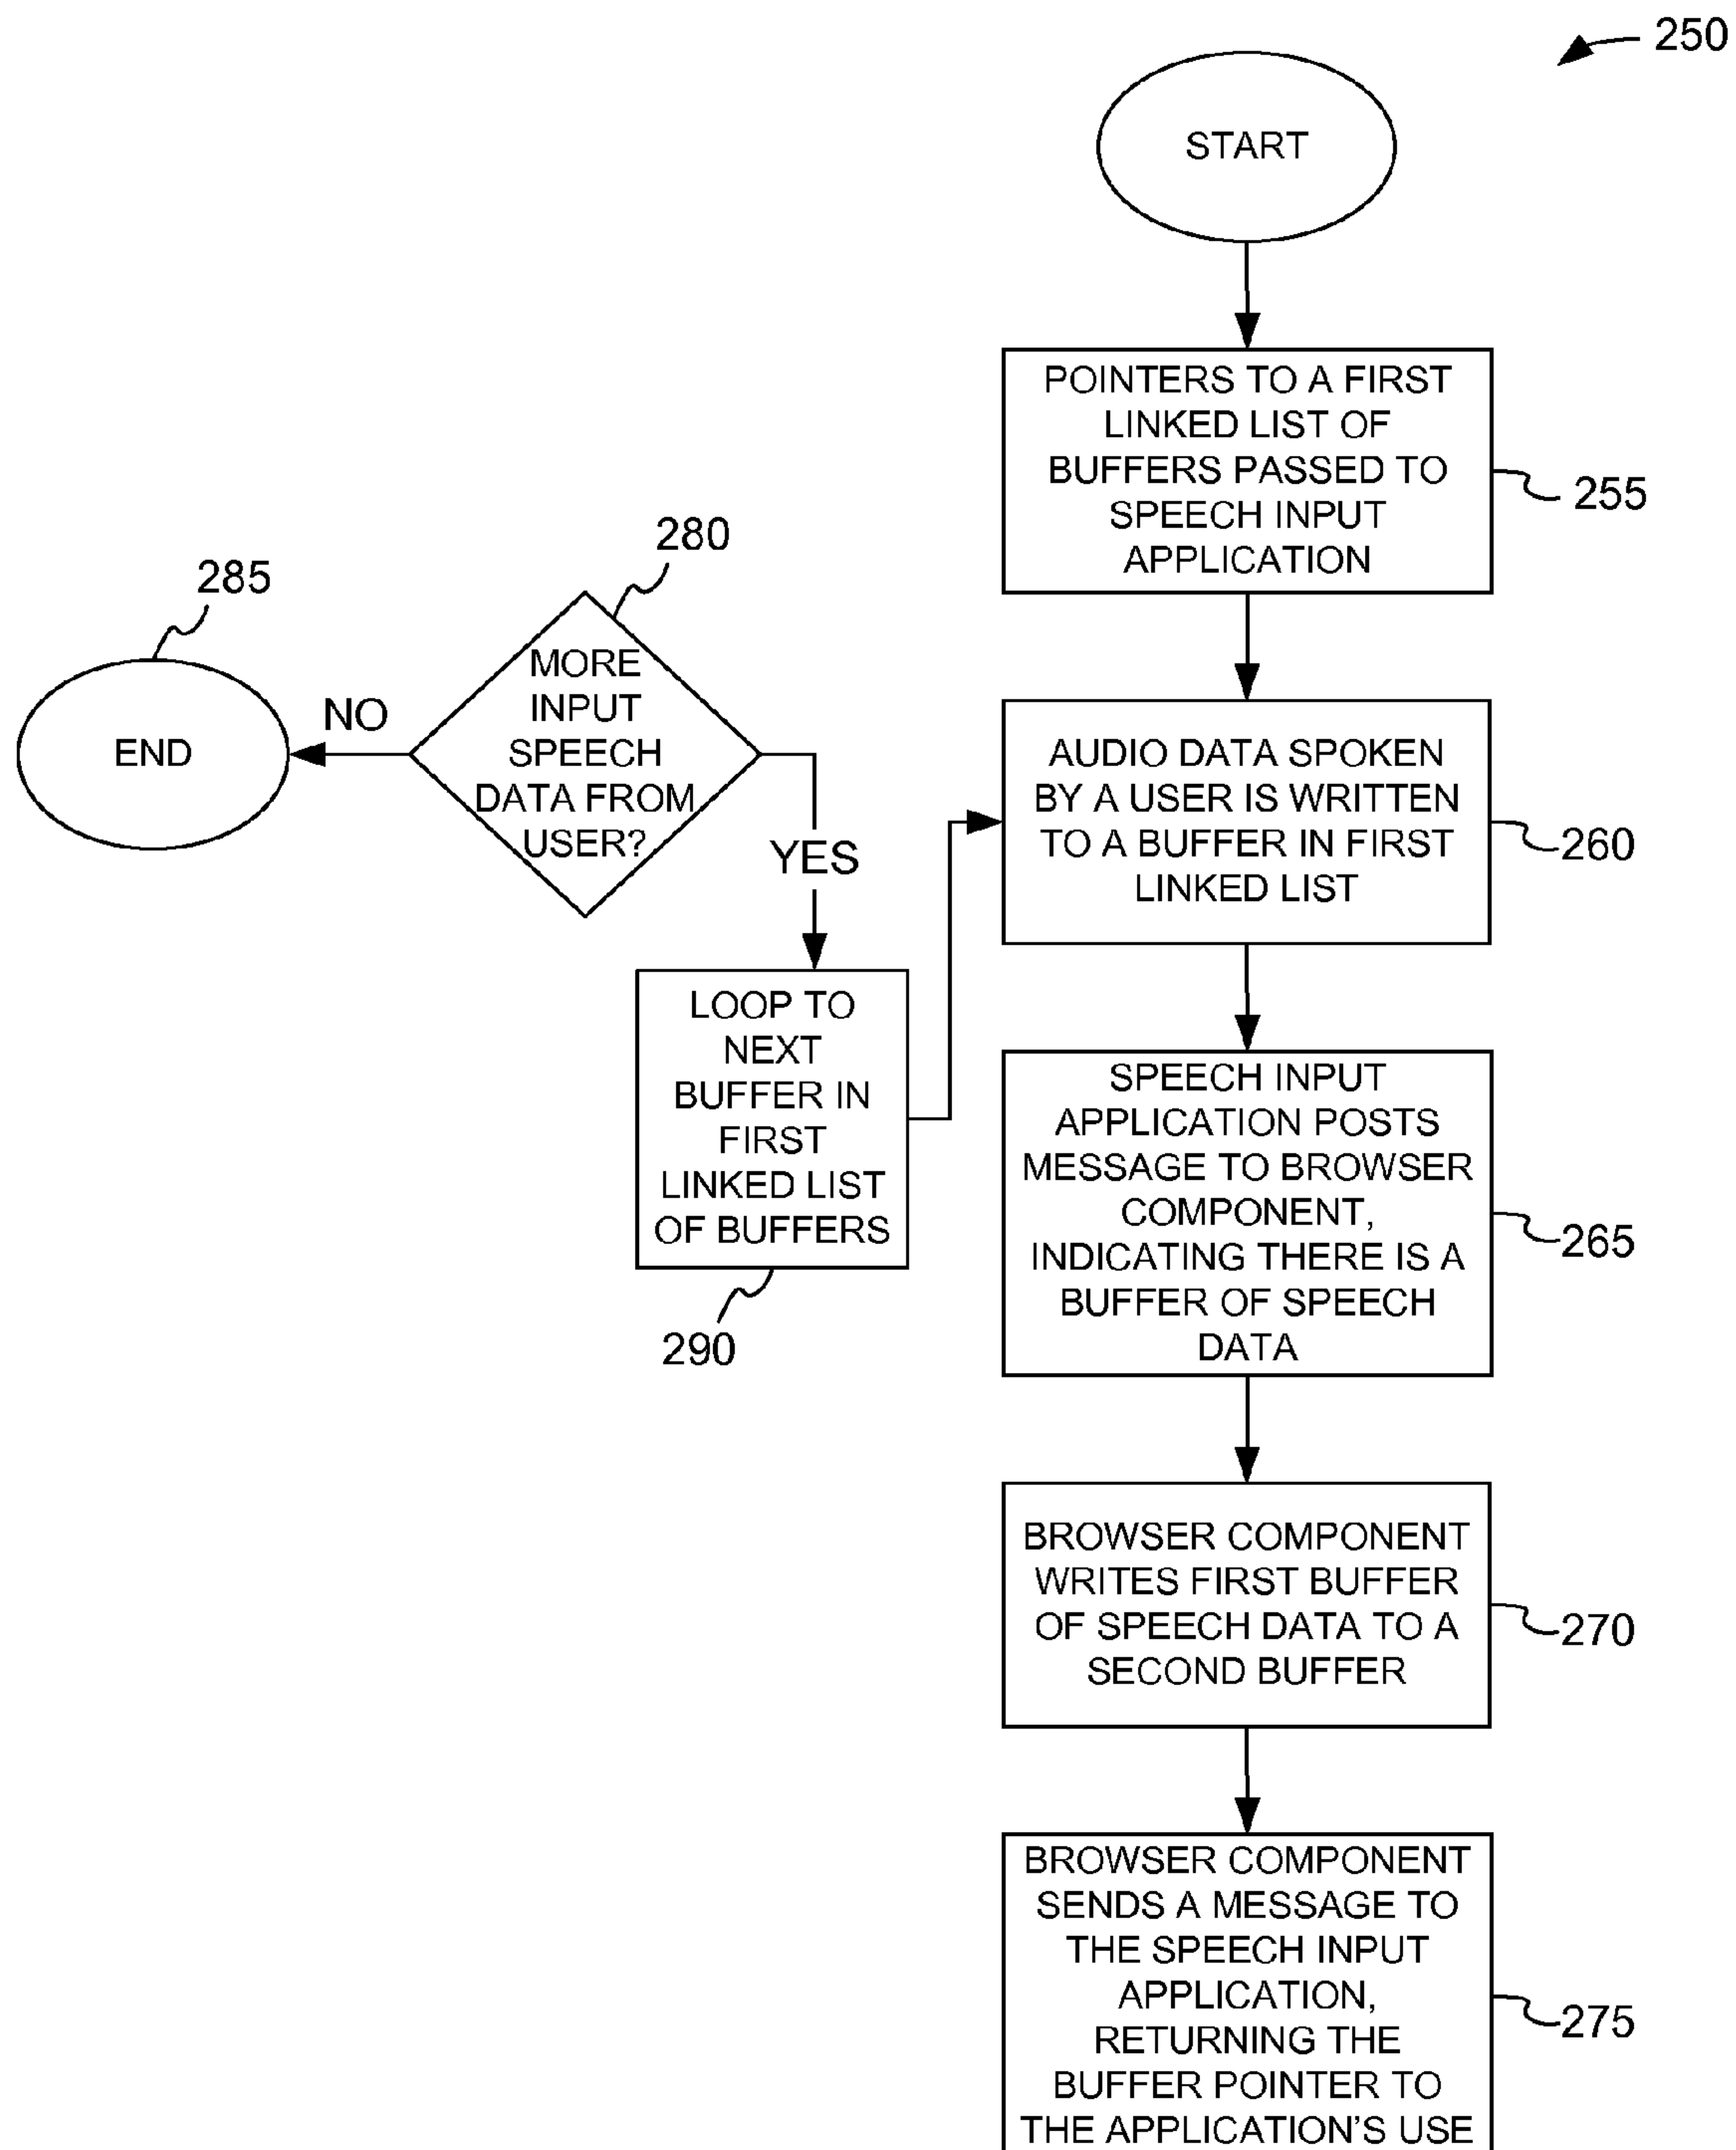 250
START
POINTERS TO A FIRST
LINKED LIST OF
BUFFERS PASSED TO
SPEECH INPUT
APPLICATION
255
AUDIO DATA SPOKEN
BY A USER IS WRITTEN
TO A BUFFER IN FIRST
LINKED LIST
260
SPEECH INPUT
APPLICATION POSTS
MESSAGE TO BROWSER
COMPONENT,
INDICATING THERE IS A
BUFFER OF SPEECH
DATA
265
BROWSER COMPONENT
WRITES FIRST BUFFER
OF SPEECH DATA TO A
SECOND BUFFER
270
BROWSER COMPONENT
SENDS A MESSAGE TO
THE SPEECH INPUT
APPLICATION,
RETURNING THE
BUFFER POINTER TO
THE APPLICATION'S USE
275
280
MORE
INPUT
SPEECH
DATA FROM
USER?
NO
285
END
YES
LOOP TO
NEXT
BUFFER IN
FIRST
LINKED LIST
OF BUFFERS
290